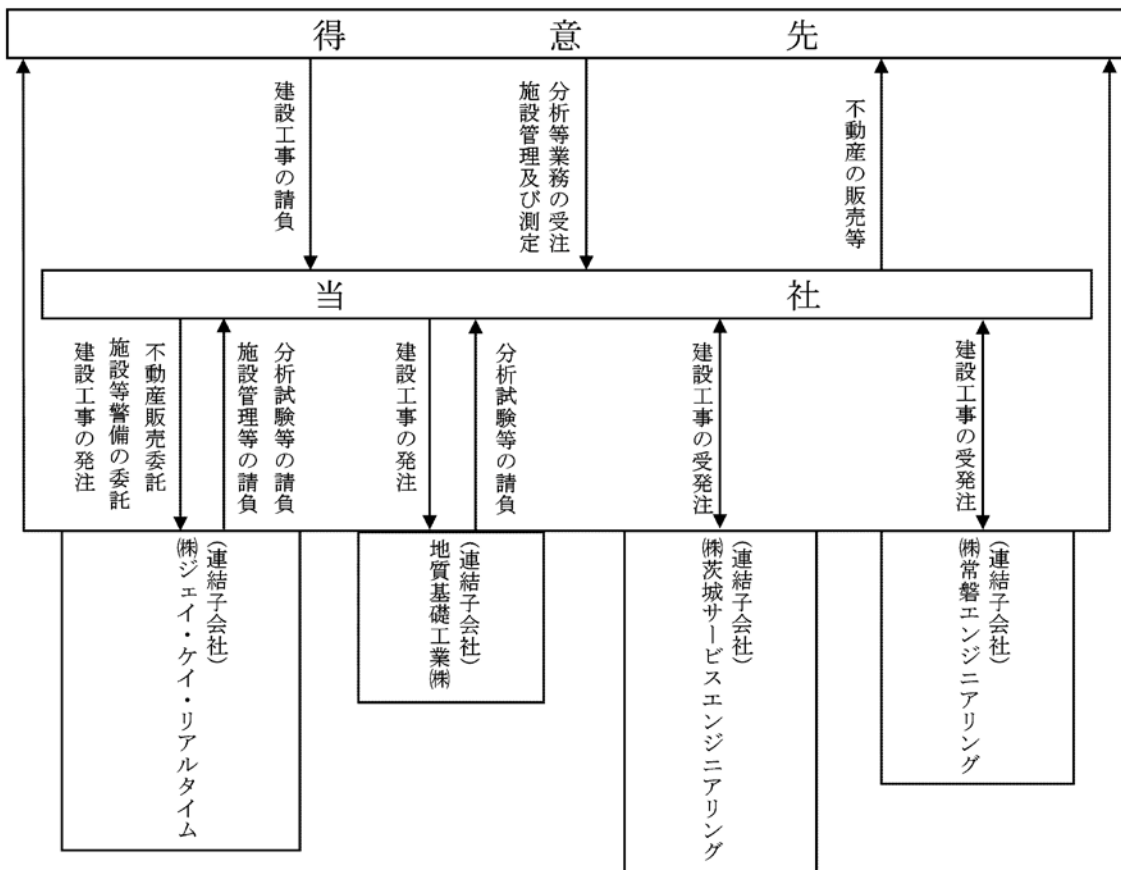 得意先
建設工事の請負
分析等業務の受注
施設管理及び測定
不動産の販売等
当社
不動産販売委託
施設等警備の委託
建設工事の発注
分析試験等の請負
施設管理等の請負
建設工事の発注
分析試験等の請負
建設工事の受発注
建設工事の受発注
(連結子会社)
㈱ジェイ・ケイ・リアルタイム
(連結子会社)
地質基礎工業㈱
(連結子会社)
㈱茨城サービスエンジニアリング
(連結子会社)
㈱常磐エンジニアリング